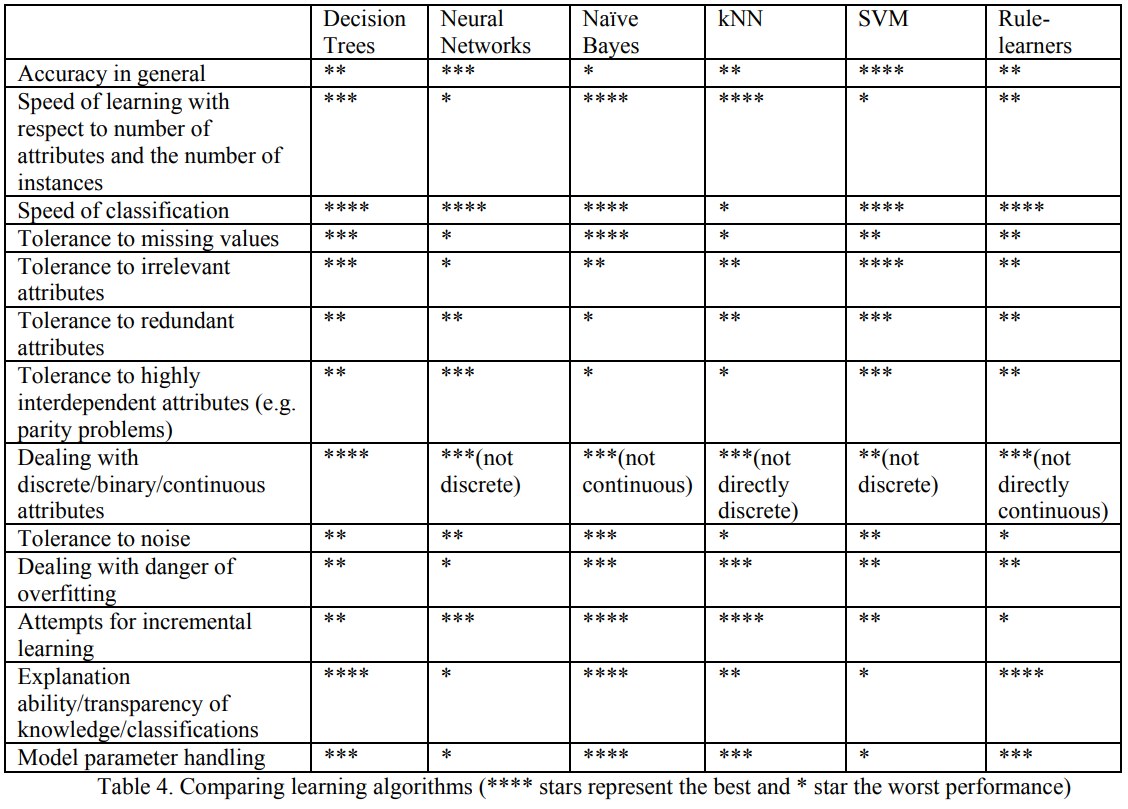 Decision Trees	Neural Networks	Naïve Bayes	kNN	SVM	Rule-learners
Accuracy in general	**	***	*	**	****	**
Speed of learning with respect to number of attributes and the number of instances	***	*	****	****	*	**
Speed of classification	****	****	****	*	****	****
Tolerance to missing values	***	*	****	*	**	**
Tolerance to irrelevant attributes	***	*	**	**	****	**
Tolerance to redundant attributes	**	**	*	**	***	**
Tolerance to highly interdependent attributes (e.g. parity problems)	**	***	*	*	***	**
Dealing with discrete/binary/continuous attributes	****	***(not discrete)	***(not continuous)	***(not directly discrete)	**(not discrete)	***(not directly continuous)
Tolerance to noise	**	**	***	*	**	*
Dealing with danger of overfitting	**	*	***	***	**	**
Attempts for incremental learning	**	***	****	****	**	*
Explanation ability/transparency of knowledge/classifications	****	*	****	**	*	****
Model parameter handling	***	*	****	***	*	***
Table 4. Comparing learning algorithms (**** stars represent the best and * star the worst performance)